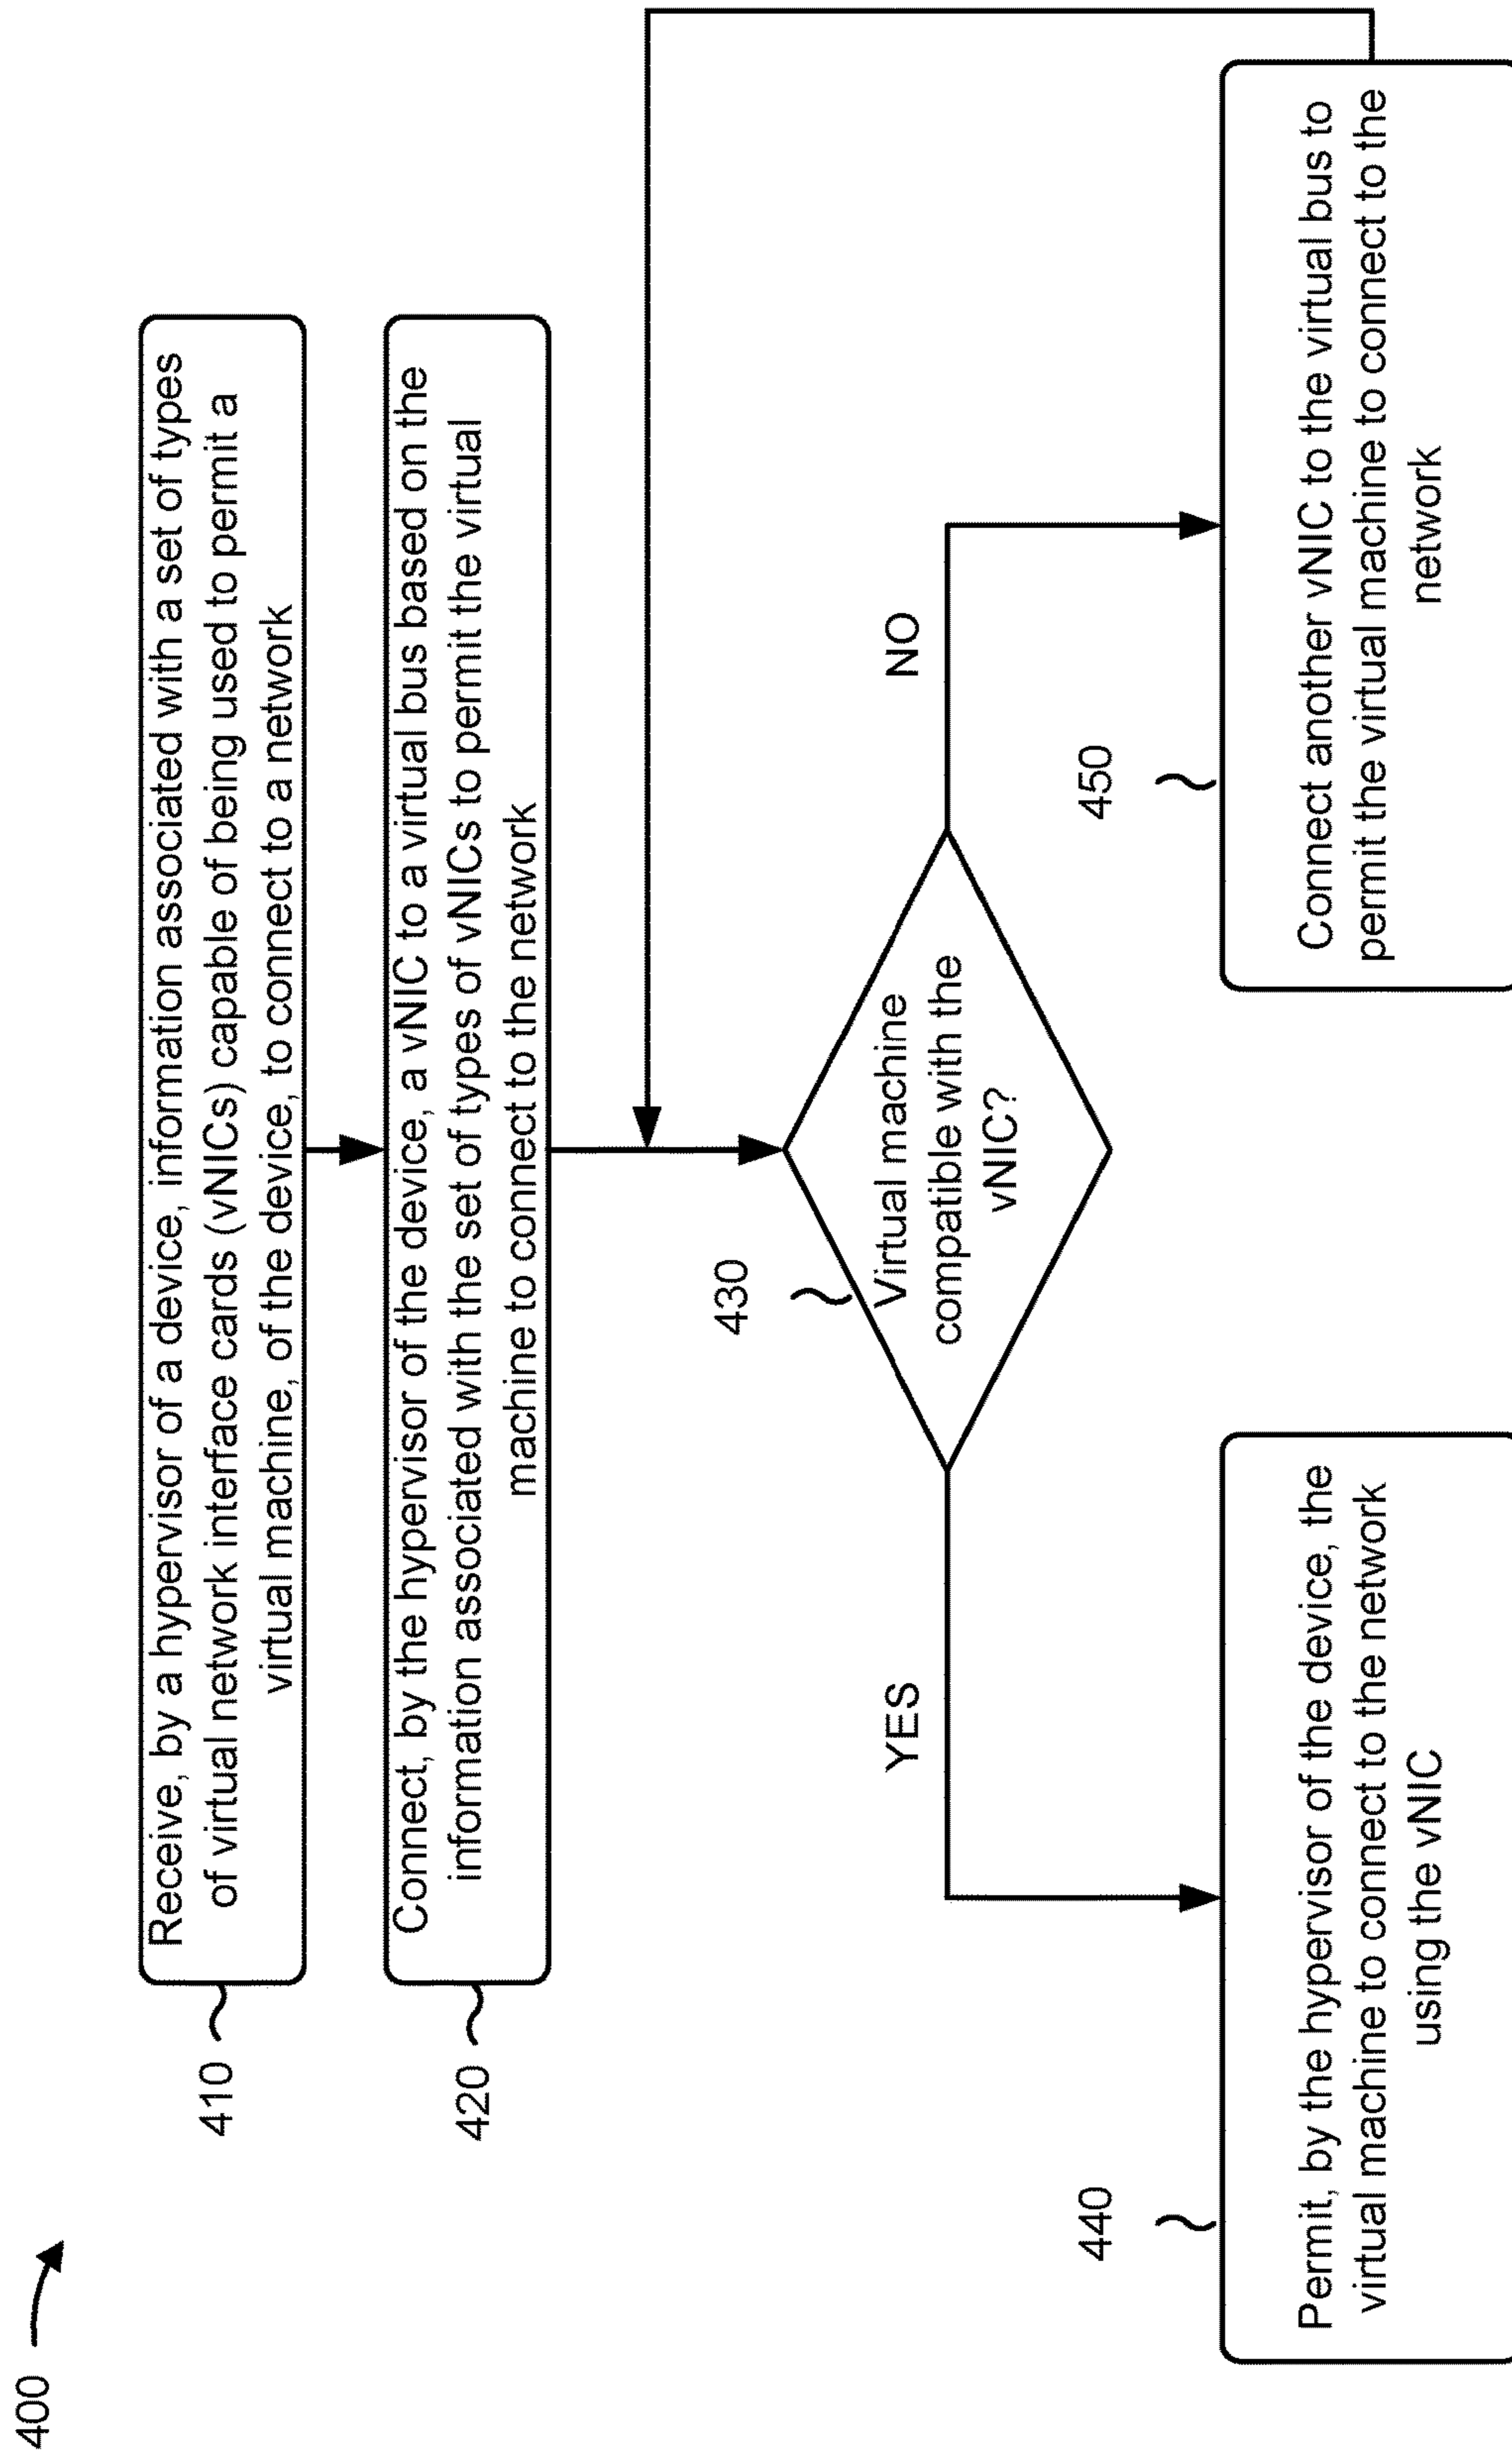 400
410
Receive, by a hypervisor of a device, information associated with a set of types
of virtual network interface cards (vNICs) capable of being used to permit a
virtual machine, of the device, to connect to a network
420
Connect, by the hypervisor of the device, a vNIC to a virtual bus based on the
information associated with the set of types of vNICs to permit the virtual
machine to connect to the network
430
Virtual machine
compatible with the
vNIC?
YES
NO
440
Permit, by the hypervisor of the device, the
virtual machine to connect to the network
using the vNIC
450
Connect another vNIC to the virtual bus to
permit the virtual machine to connect to the
network